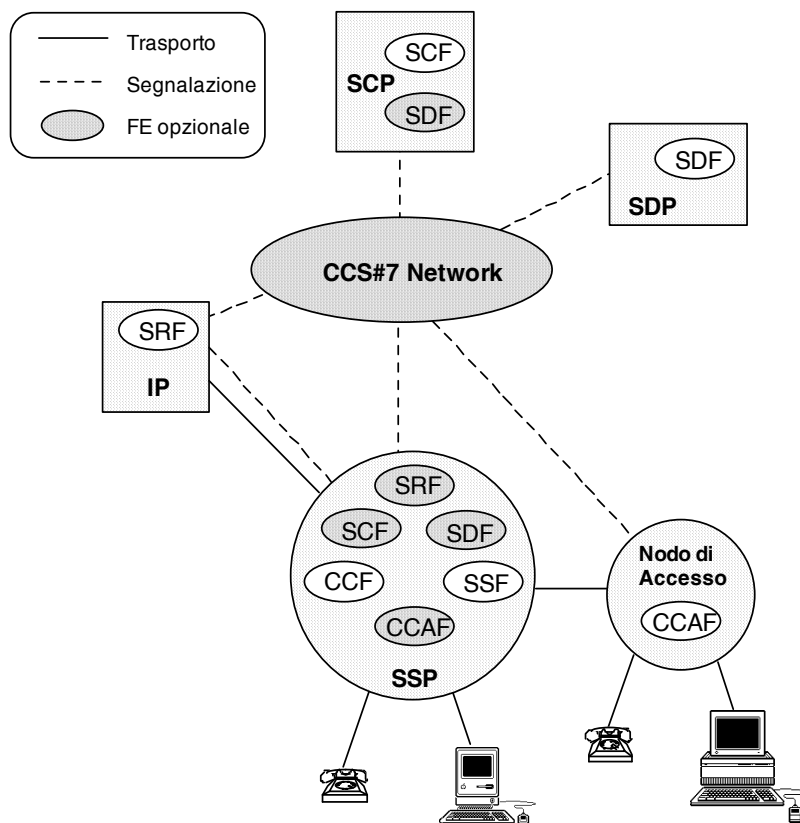 Trasporto
Segnalazione
FE opzionale
SCF
SCP
SDF
SDF
SDP
CCS#7 Network
SRF
IP
SRF
SCF
SDF
CCF
SSF
CCAF
SSP
Nodo di
Accesso
CCAF